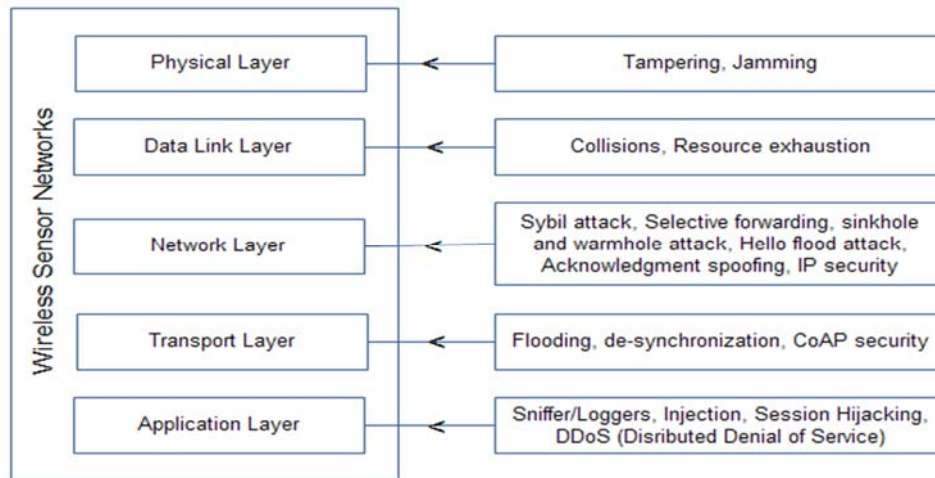 Wireless Sensor Networks
Physical Layer
Tampering, Jamming
Data Link Layer
Collisions, Resource exhaustion
Network Layer
Sybil attack, Selective forwarding, sinkhole
and warmhole attack, Hello flood attack,
Acknowledgment spoofing, IP security
Transport Layer
Flooding, de-synchronization, CoAP security
Application Layer
Sniffer/Loggers, Injection, Session Hijacking,
DDoS (Disributed Denial of Service)